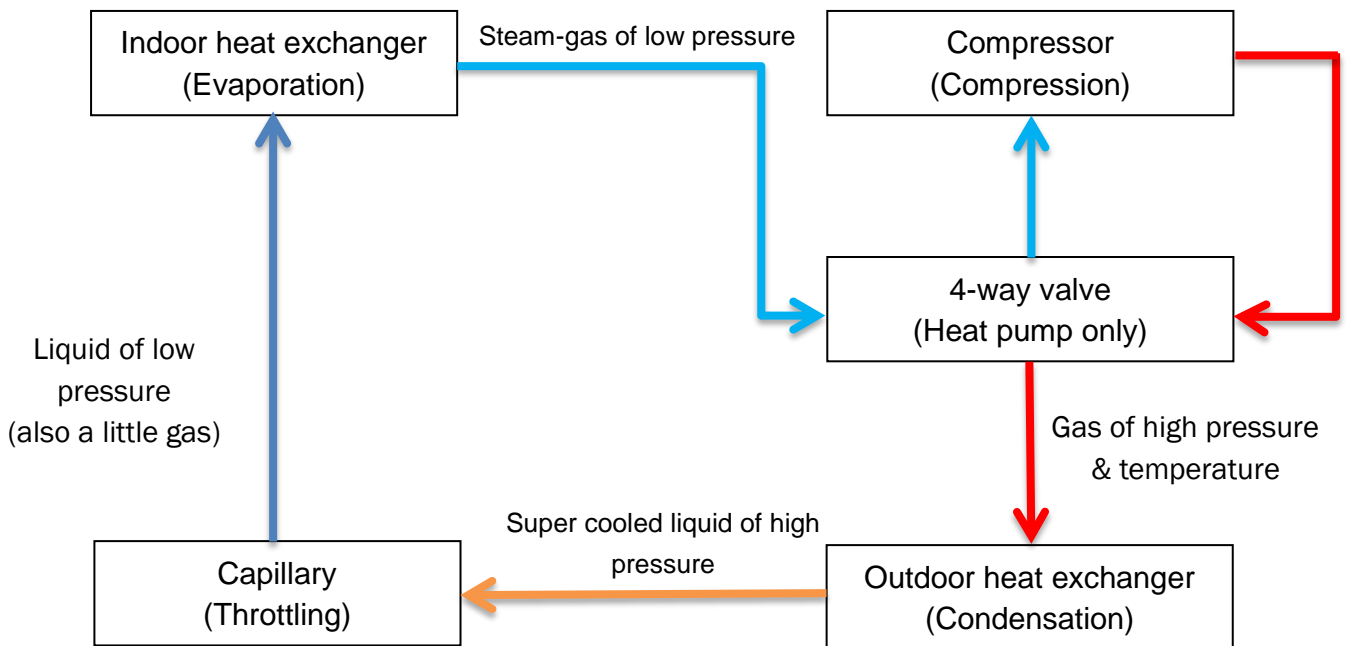 Indoor heat exchanger
(Evaporation)
Steam-gas of low pressure
Compressor
(Compression)
4-way valve
(Heat pump only)
Liquid of low
pressure
(also a little gas)
Gas of high pressure
& temperature
Super cooled liquid of high
pressure
Capillary
(Throttling)
Outdoor heat exchanger
(Condensation)